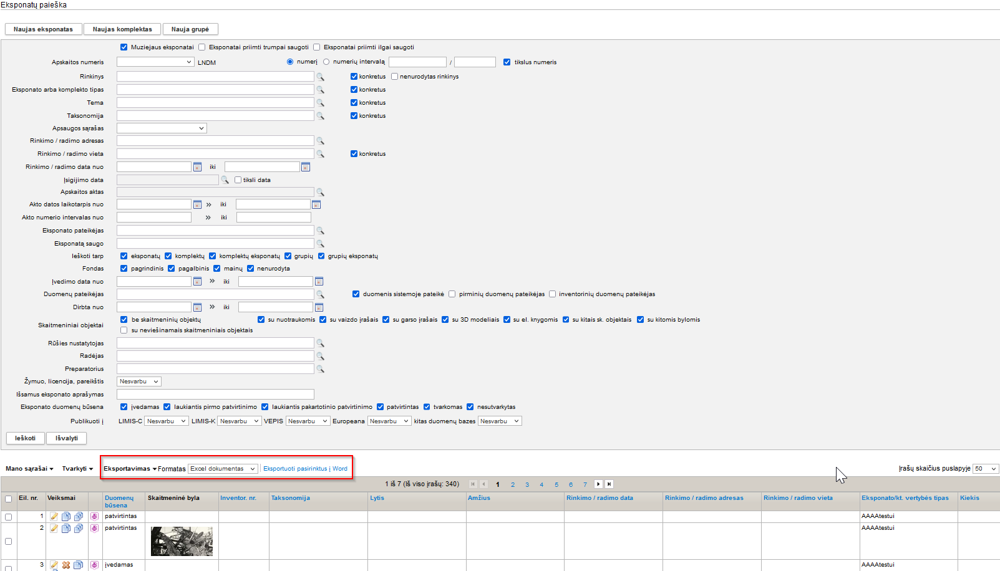 Eksponatų paieška
Naujas eksponatas Naujas komplektas Nauja grupė
Muziejaus eksponatai Eksponatai priimti trumpai saugoti Eksponatai priimti ilgai saugoti
Apskaitos numeris LNDM numerį numerių intervalą / tikslus numeris
Rinkinys konkretus nenurodytas rinkinys
Eksponato arba komplekto tipas konkretus
Tema konkretus
Taksonomija konkretus
Apsaugos sąrašas
Rinkimo / radimo adresas
Rinkimo / radimo vieta konkretus
Rinkimo / radimo data nuo iki
Įsigijimo data tiksli data
Apskaitos aktas
Akto datos laikotarpis nuo » iki
Akto numerio intervalas nuo » iki
Eksponato pateikėjas
Eksponatą saugo
Ieškoti tarp eksponatų komplektų komplektų eksponatų grupių grupių eksponatų
Fondas pagrindinis pagalbinis mainų nenurodyta
Įvedimo data nuo » iki
Duomenų pateikėjas duomenis sistemoje pateikė pirminių duomenų pateikėjas inventorinių duomenų pateikėjas
Dirbta nuo » iki
Skaitmeniniai objektai be skaitmeninių objektų su nuotraukomis su vaizdo įrašais su garso įrašais su 3D modeliais su el. knygomis su kitais sk. objektais su kitomis bylomis
su neviešinamais skaitmeniniais objektais
Rūšies nustatytojas
Radėjas
Preparatorius
Žymuo, licencija, pareikštis Nesvarbu
Išsamus eksponato aprašymas
Eksponato duomenų būsena įvedamas laukiantis pirmo patvirtinimo laukiantis pakartotinio patvirtinimo patvirtintas tvarkomas nesutvarkytas
Publikuoti į LIMIS-C Nesvarbu LIMIS-K Nesvarbu VEPIS Nesvarbu Europeana Nesvarbu kitas duomenų bazes Nesvarbu
Ieškoti Išvalyti
Mano sąrašai Tvarkyti Eksportavimas Formatas Excel dokumentas Eksportuoti pasirinktus į Word Įrašų skaičius puslapyje 50
1 iš 7 (Iš viso įrašų: 340) 1 2 3 4 5 6 7
Eil. nr. Veiksmai Duomenų būsena Skaitmeninė byla Inventor. nr. Taksonomija Lytis Amžius Rinkimo / radimo data Rinkimo / radimo adresas Rinkimo / radimo vieta Eksponato/kt. vertybės tipas Kiekis
1 patvirtintas AAAAtestui
2 patvirtintas AAAAtestui
3 įvedamas AAAAtestui